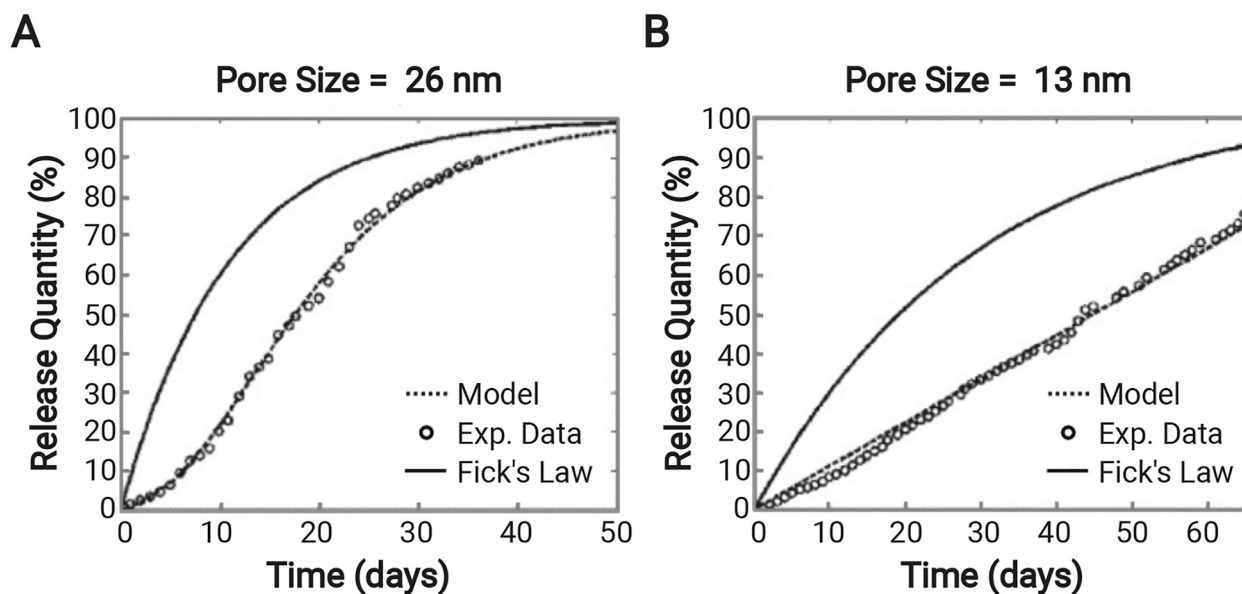 A
Pore Size = 26 nm
Release Quantity (%)
100
90
80
70
60
50
40
30
20
10
0
Model
Exp. Data
Fick's Law
0 10 20 30 40 50
Time (days)
B
Pore Size = 13 nm
Release Quantity (%)
100
90
80
70
60
50
40
30
20
10
0
Model
Exp. Data
Fick's Law
0 10 20 30 40 50 60
Time (days)